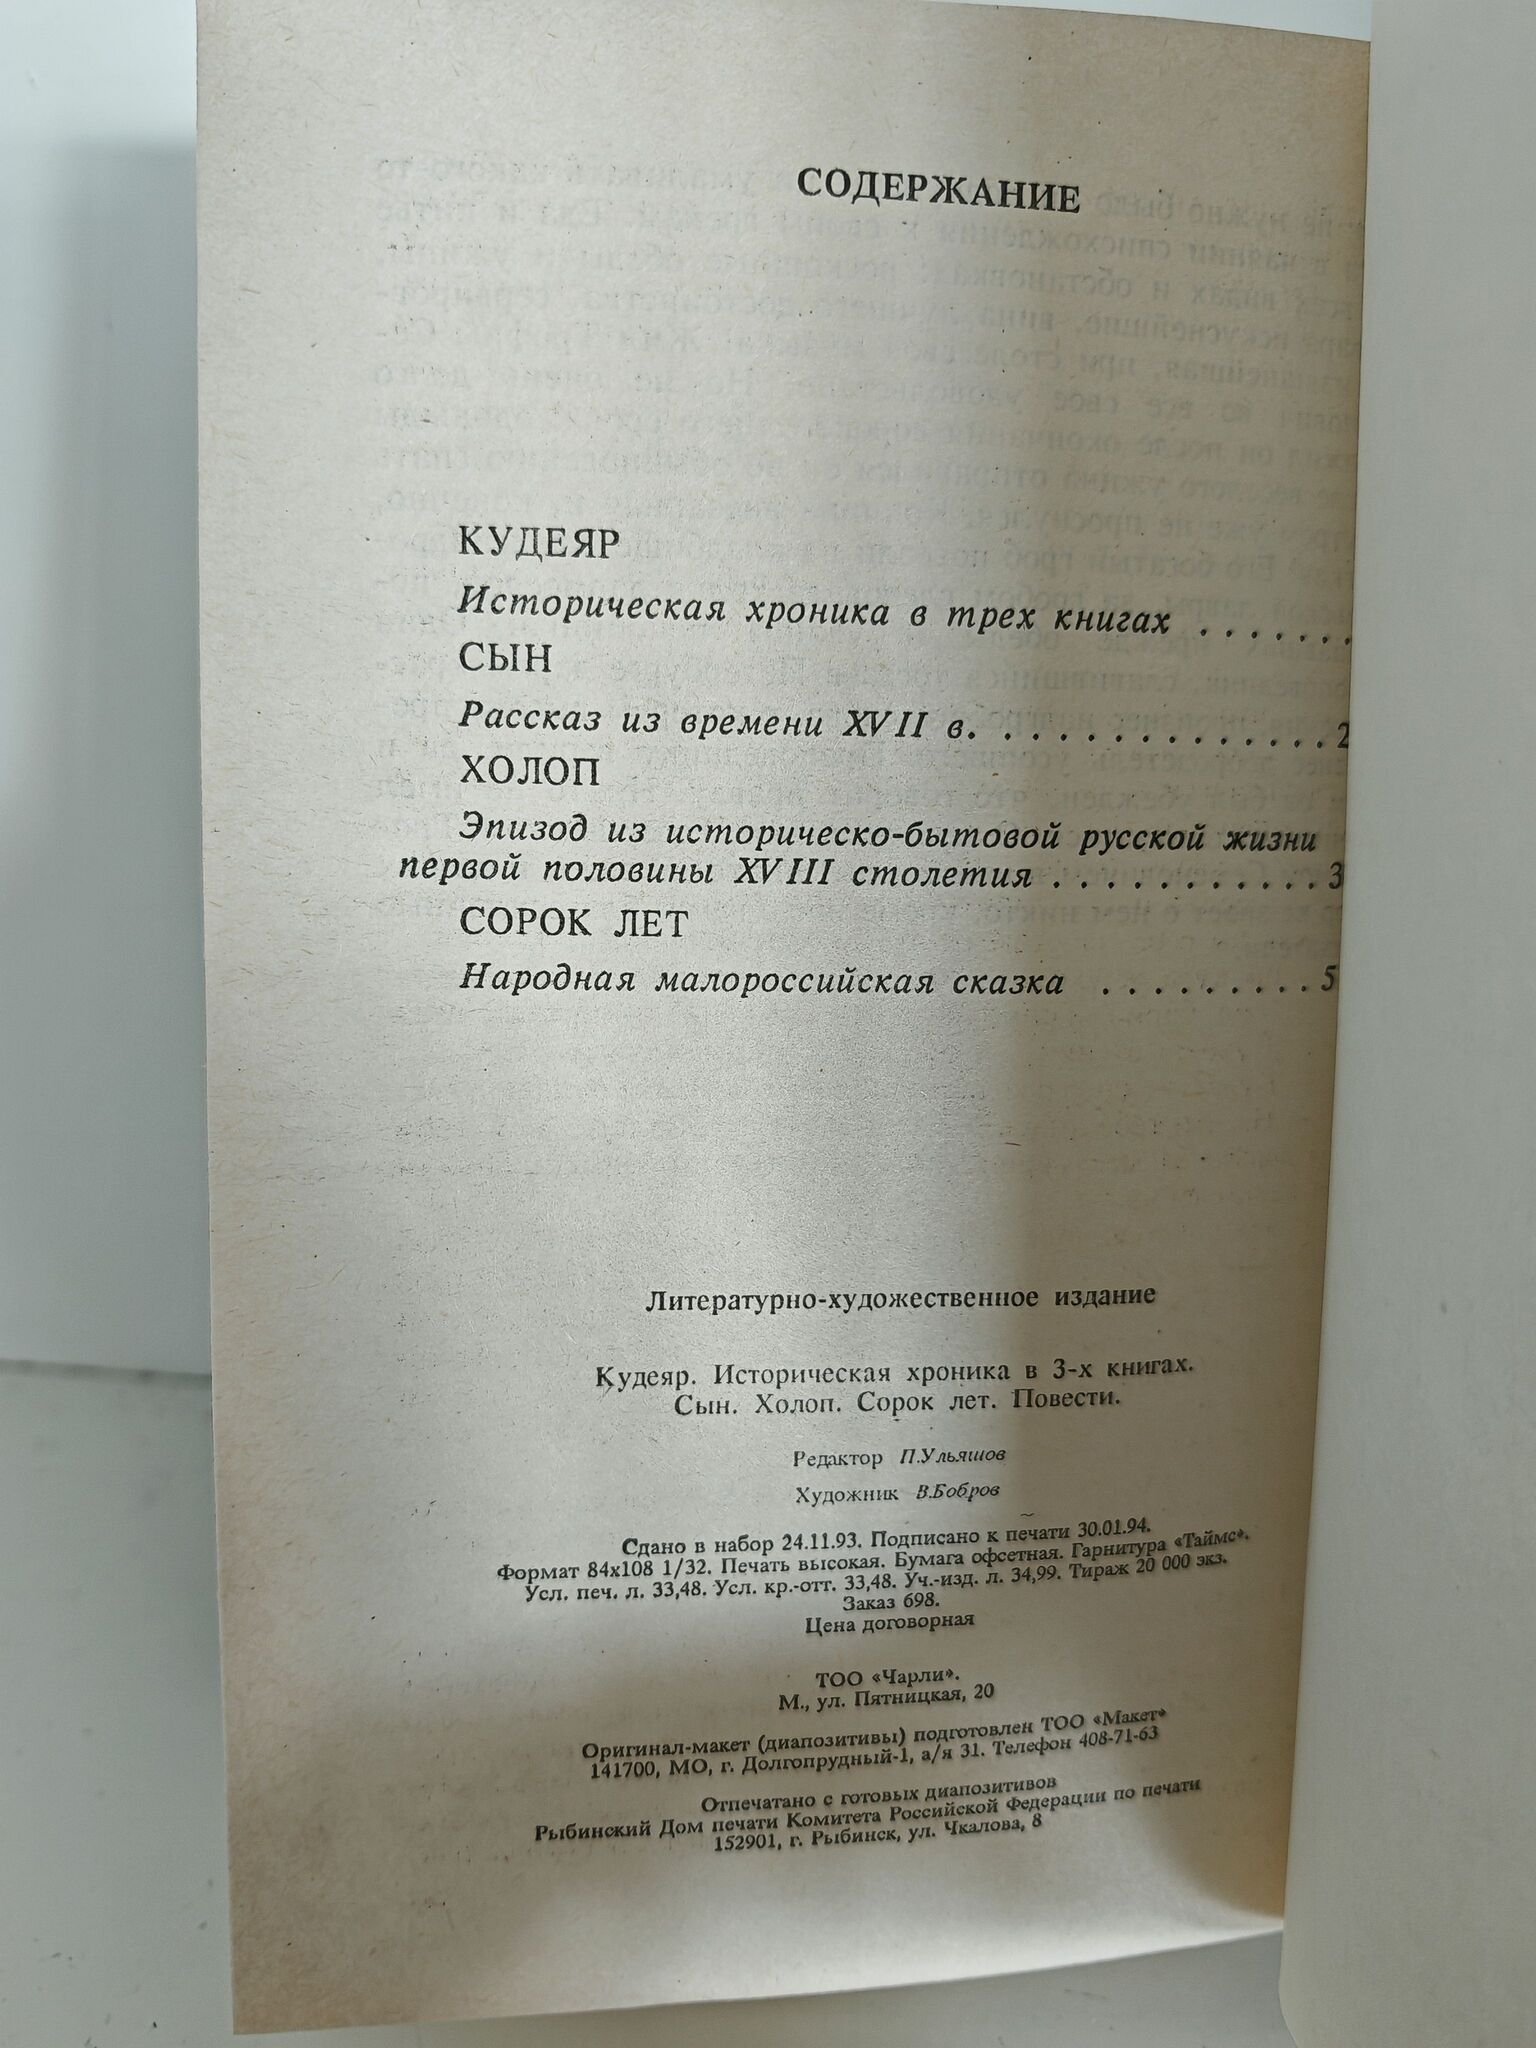 СОДЕРЖАНИЕ
КУДЕЯР
Историческая хроника в трех книгах . . . . . . .
СЫН
Рассказ из времени XVII в. . . . . . . . . . . . . . . 2
ХОЛОП
Эпизод из историческо-бытовой русской жизни
первой половины XVIII столетия . . . . . . . . . . . 3
СОРОК ЛЕТ
Народная малороссийская сказка . . . . . . . . . 5
Литературно-художественное издание
Кудеяр. Историческая хроника в 3-х книгах.
Сын. Холоп. Сорок лет. Повести.
Редактор П.Ульяшов
Художник В.Бобров
Сдано в набор 24.11.93. Подписано к печати 30.01.94.
Формат 84х108 1/32. Печать высокая. Бумага офсетная. Гарнитура «Таймс».
Усл. печ. л. 33,48. Усл. кр.-отт. 33,48. Уч.-изд. л. 34,99. Тираж 20 000 экз.
Заказ 698.
Цена договорная
ТОО «Чарли».
М., ул. Пятницкая, 20
Оригинал-макет (диапозитивы) подготовлен ТОО «Макет»
141700, МО, г. Долгопрудный-1, а/я 31. Телефон 408-71-63
Отпечатано с готовых диапозитивов
Рыбинский Дом печати Комитета Российской Федерации по печати
152901, г. Рыбинск, ул. Чкалова, 8